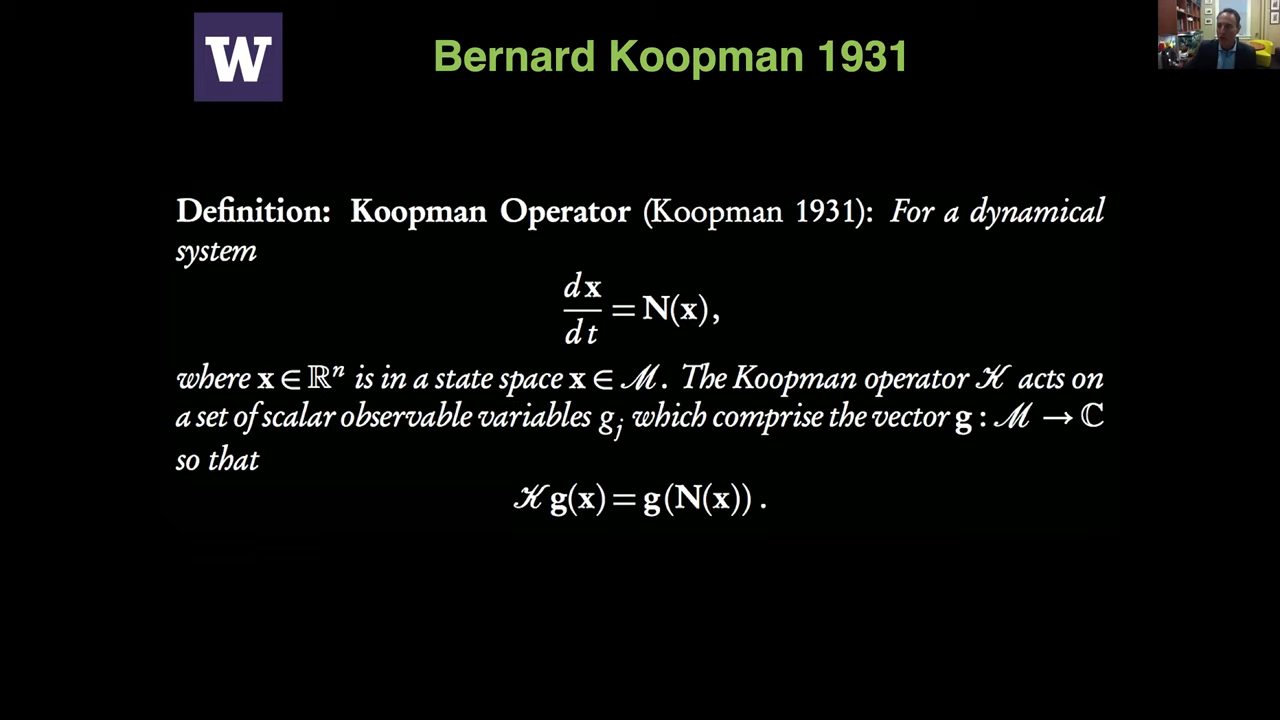 W
Bernard Koopman 1931
Definition: Koopman Operator (Koopman 1931): For a dynamical
system
dx/dt = N(x),
where x ∈ ℝⁿ is in a state space x ∈ ℳ. The Koopman operator 𝒦 acts on
a set of scalar observable variables gⱼ which comprise the vector g : ℳ → ℂ
so that
𝒦 g(x) = g(N(x)) .